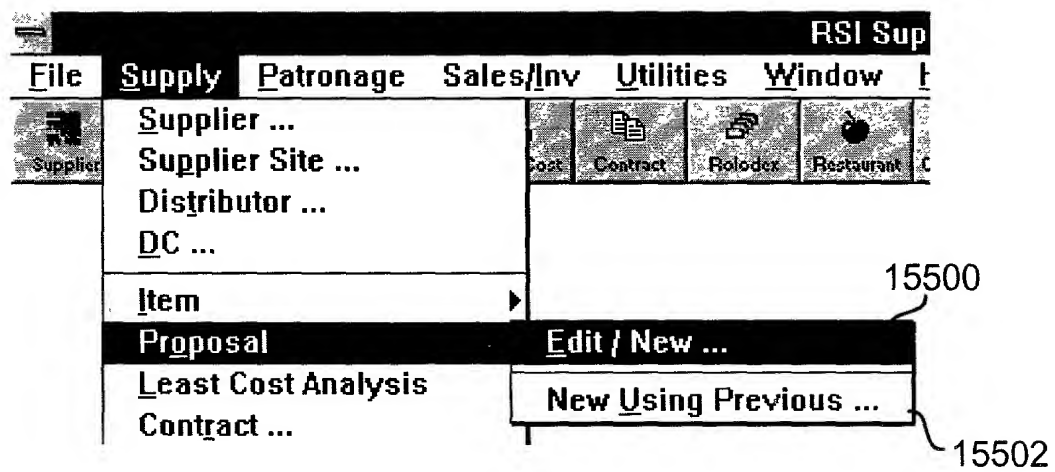 RSI Sup
File Supply Patronage Sales/Inv Utilities Window
Supplier Cost Contract Rolodex Restaurant
Supplier ...
Supplier Site ...
Distributor ...
DC ...
Item
15500
Proposal Edit / New ...
Least Cost Analysis
New Using Previous ...
Contract ...
15502